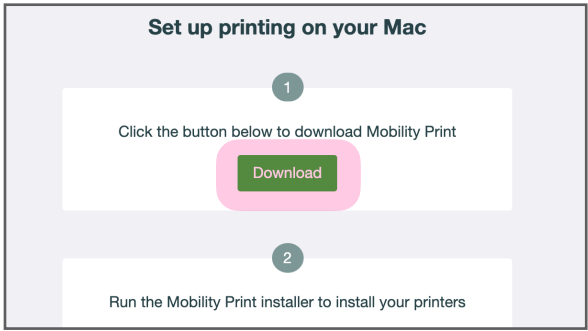 Set up printing on your Mac
1
Click the button below to download Mobility Print
Download
2
Run the Mobility Print installer to install your printers